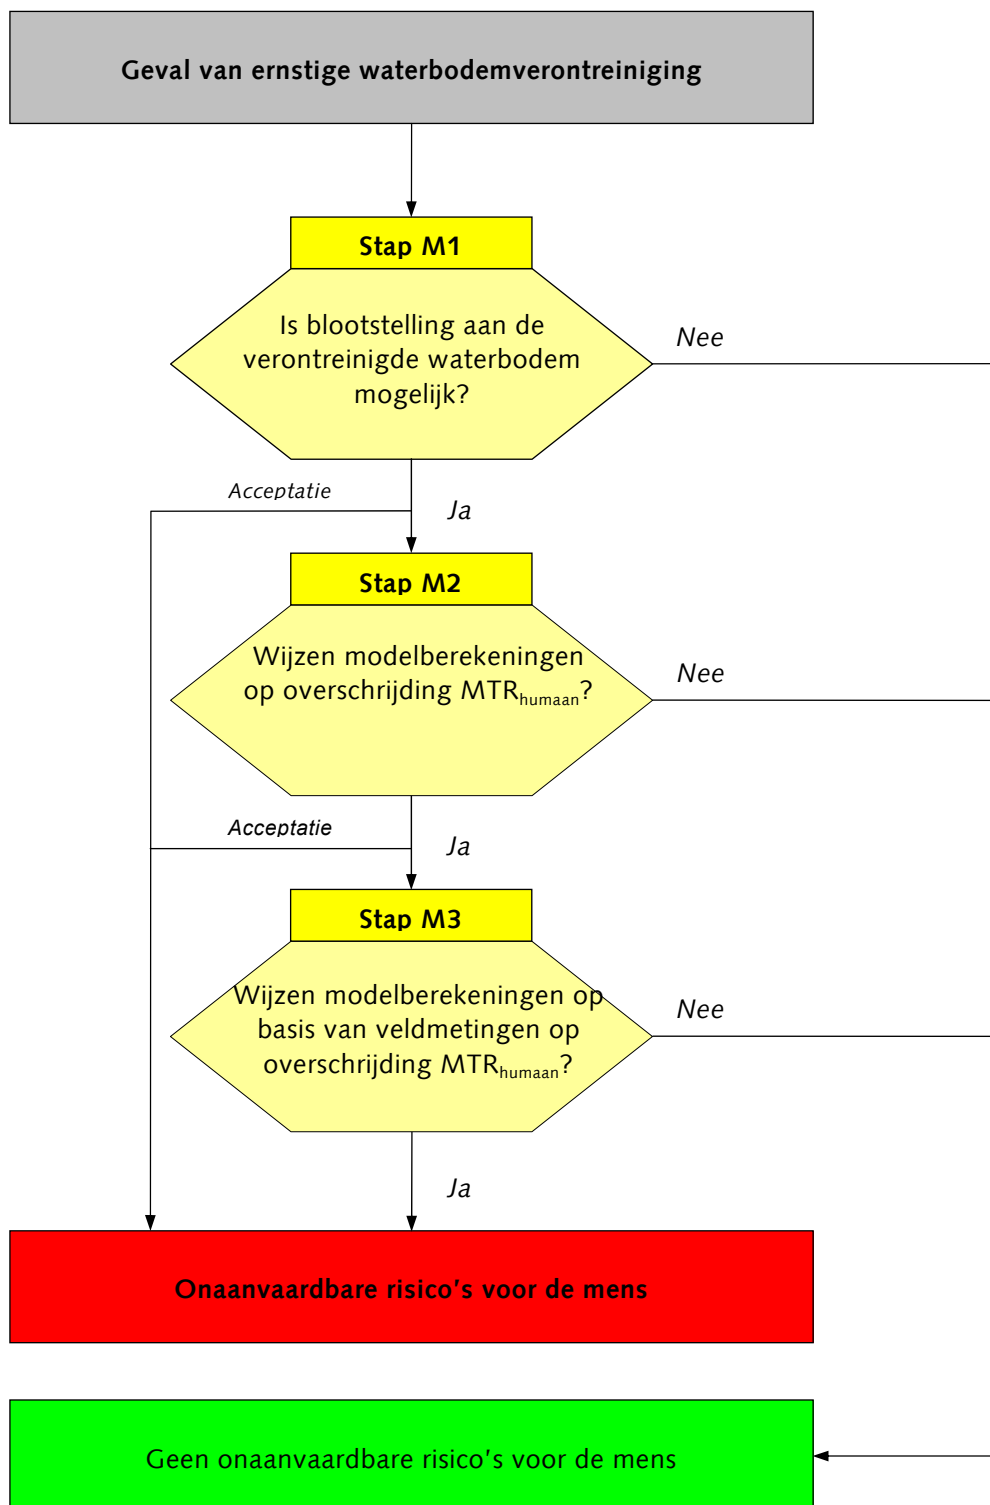 Geval van ernstige waterbodemverontreiniging
Stap M1
Is blootstelling aan de
verontreinigde waterbodem
mogelijk?
Nee
Acceptatie
Ja
Stap M2
Wijzen modelberekeningen
op overschrijding MTRhumaan?
Nee
Acceptatie
Ja
Stap M3
Wijzen modelberekeningen op
basis van veldmetingen op
overschrijding MTRhumaan?
Nee
Ja
Onaanvaardbare risico's voor de mens
Geen onaanvaardbare risico's voor de mens